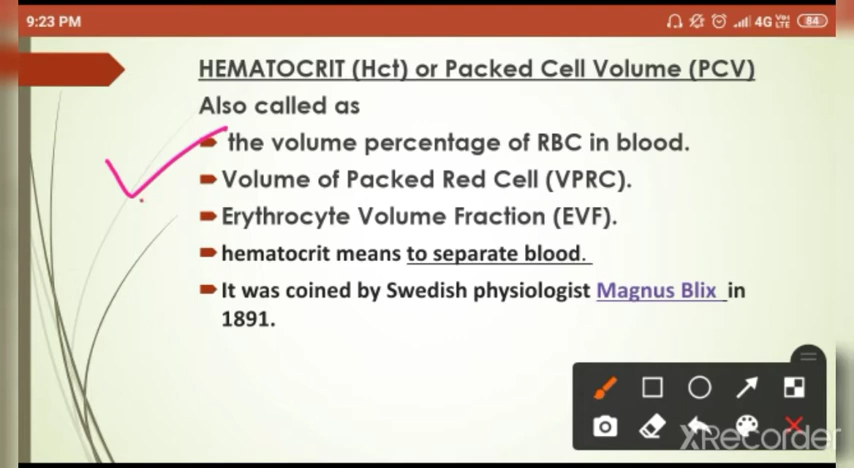 9:23 PM
4G Vo) LTE 84
HEMATOCRIT (Hct) or Packed Cell Volume (PCV)
Also called as
the volume percentage of RBC in blood.
Volume of Packed Red Cell (VPRC).
Erythrocyte Volume Fraction (EVF).
hematocrit means to separate blood.
It was coined by Swedish physiologist Magnus Blix in
1891.
XRecorder